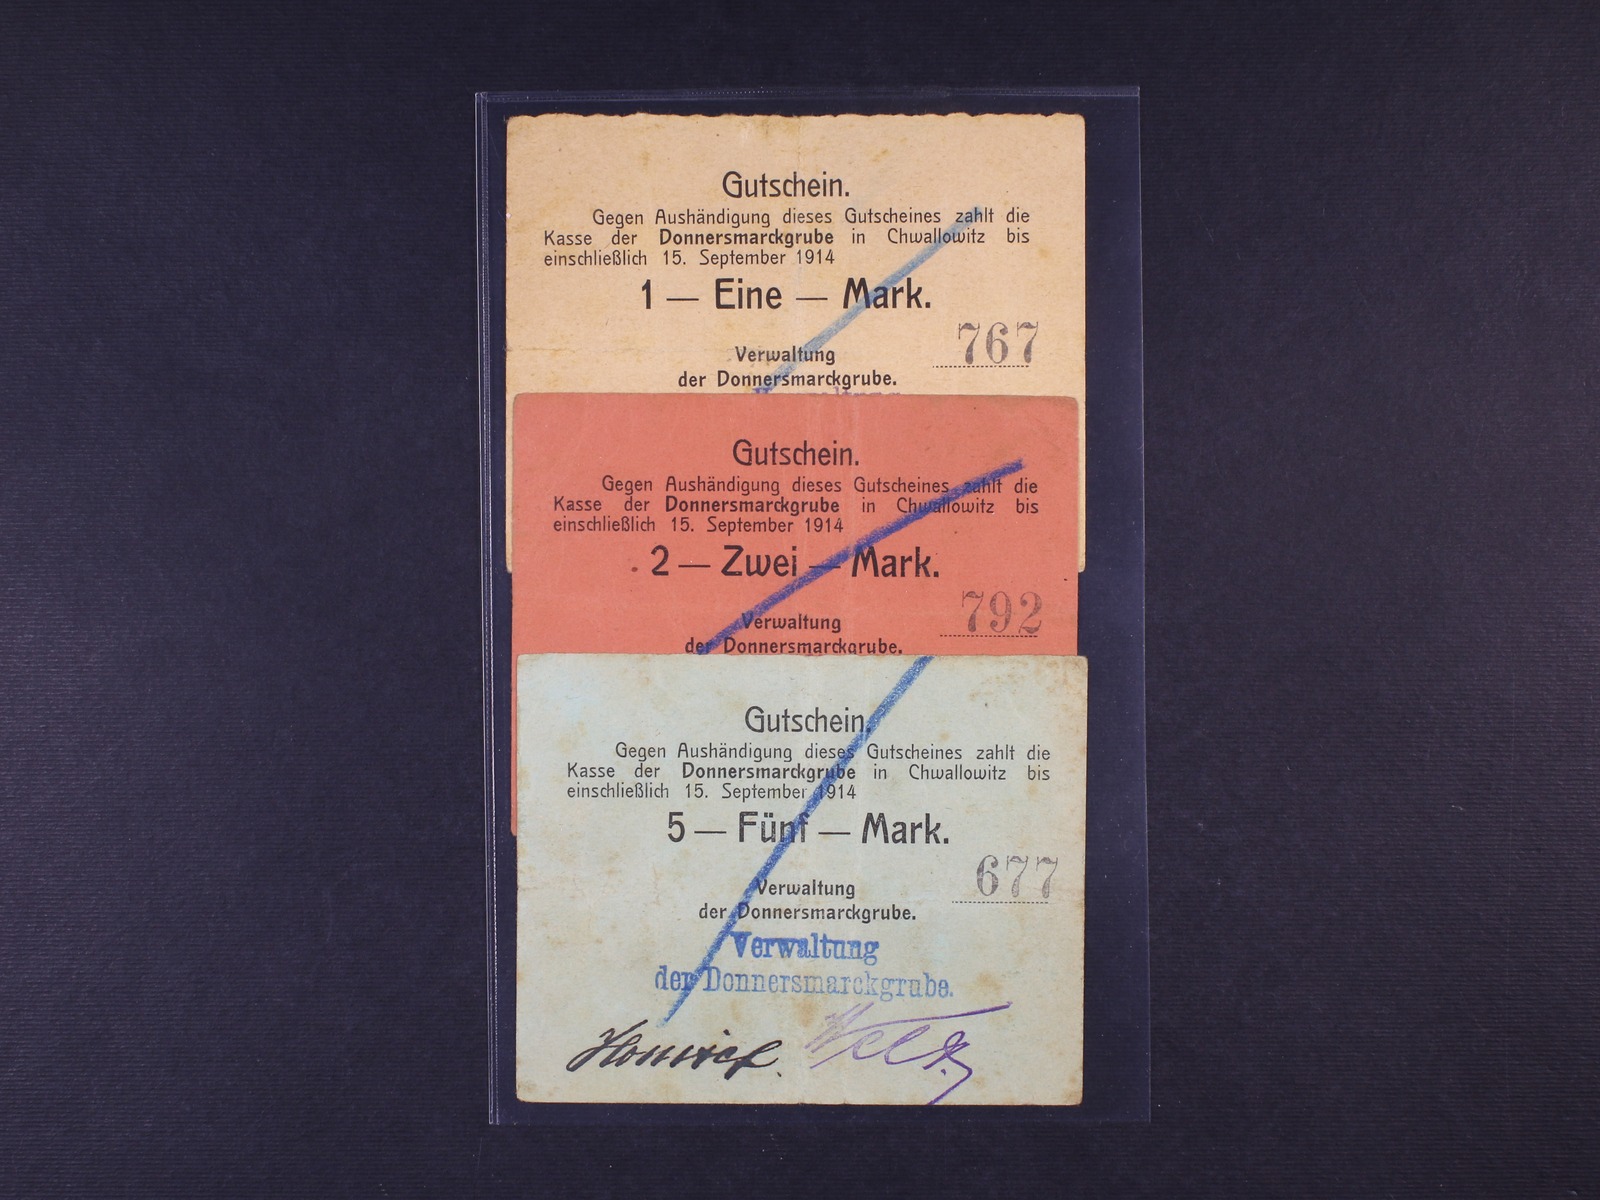 Gutschein.
Gegen Aushändigung dieses Gutscheines zahlt die
Kasse der Donnersmarckgrube in Chwallowitz bis
einschließlich 15. September 1914
1 — Eine — Mark.
767
Verwaltung
der Donnersmarckgrube.
Gutschein.
Gegen Aushändigung dieses Gutscheines zahlt die
Kasse der Donnersmarckgrube in Chwallowitz bis
einschließlich 15. September 1914
2 — Zwei — Mark.
792
Verwaltung
der Donnersmarckgrube.
Gutschein.
Gegen Aushändigung dieses Gutscheines zahlt die
Kasse der Donnersmarckgrube in Chwallowitz bis
einschließlich 15. September 1914
5 — Fünf — Mark.
677
Verwaltung
der Donnersmarckgrube.
Verwaltung
der Donnersmarckgrube.